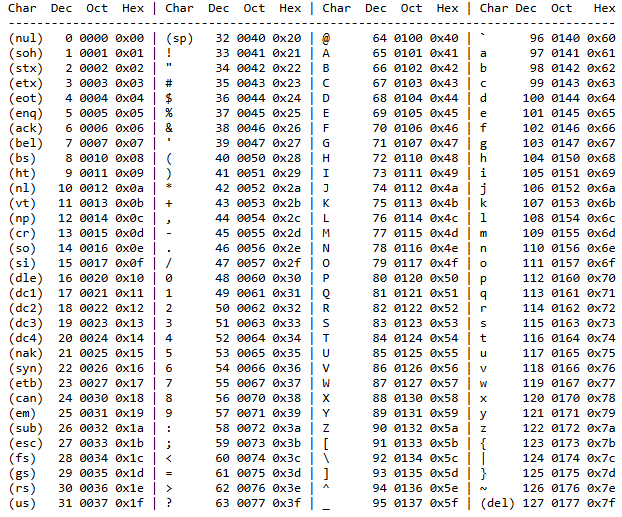 Char  Dec  Oct  Hex | Char  Dec  Oct  Hex | Char  Dec  Oct  Hex | Char Dec  Oct   Hex
-------------------------------------------------------------------------------------
(nul)   0 0000 0x00 | (sp)   32 0040 0x20 | @      64 0100 0x40 | `      96 0140 0x60
(soh)   1 0001 0x01 | !      33 0041 0x21 | A      65 0101 0x41 | a      97 0141 0x61
(stx)   2 0002 0x02 | "      34 0042 0x22 | B      66 0102 0x42 | b      98 0142 0x62
(etx)   3 0003 0x03 | #      35 0043 0x23 | C      67 0103 0x43 | c      99 0143 0x63
(eot)   4 0004 0x04 | $      36 0044 0x24 | D      68 0104 0x44 | d     100 0144 0x64
(enq)   5 0005 0x05 | %      37 0045 0x25 | E      69 0105 0x45 | e     101 0145 0x65
(ack)   6 0006 0x06 | &      38 0046 0x26 | F      70 0106 0x46 | f     102 0146 0x66
(bel)   7 0007 0x07 | '      39 0047 0x27 | G      71 0107 0x47 | g     103 0147 0x67
(bs)    8 0010 0x08 | (      40 0050 0x28 | H      72 0110 0x48 | h     104 0150 0x68
(ht)    9 0011 0x09 | )      41 0051 0x29 | I      73 0111 0x49 | i     105 0151 0x69
(nl)   10 0012 0x0a | *      42 0052 0x2a | J      74 0112 0x4a | j     106 0152 0x6a
(vt)   11 0013 0x0b | +      43 0053 0x2b | K      75 0113 0x4b | k     107 0153 0x6b
(np)   12 0014 0x0c | ,      44 0054 0x2c | L      76 0114 0x4c | l     108 0154 0x6c
(cr)   13 0015 0x0d | -      45 0055 0x2d | M      77 0115 0x4d | m     109 0155 0x6d
(so)   14 0016 0x0e | .      46 0056 0x2e | N      78 0116 0x4e | n     110 0156 0x6e
(si)   15 0017 0x0f | /      47 0057 0x2f | O      79 0117 0x4f | o     111 0157 0x6f
(dle)  16 0020 0x10 | 0      48 0060 0x30 | P      80 0120 0x50 | p     112 0160 0x70
(dc1)  17 0021 0x11 | 1      49 0061 0x31 | Q      81 0121 0x51 | q     113 0161 0x71
(dc2)  18 0022 0x12 | 2      50 0062 0x32 | R      82 0122 0x52 | r     114 0162 0x72
(dc3)  19 0023 0x13 | 3      51 0063 0x33 | S      83 0123 0x53 | s     115 0163 0x73
(dc4)  20 0024 0x14 | 4      52 0064 0x34 | T      84 0124 0x54 | t     116 0164 0x74
(nak)  21 0025 0x15 | 5      53 0065 0x35 | U      85 0125 0x55 | u     117 0165 0x75
(syn)  22 0026 0x16 | 6      54 0066 0x36 | V      86 0126 0x56 | v     118 0166 0x76
(etb)  23 0027 0x17 | 7      55 0067 0x37 | W      87 0127 0x57 | w     119 0167 0x77
(can)  24 0030 0x18 | 8      56 0070 0x38 | X      88 0130 0x58 | x     120 0170 0x78
(em)   25 0031 0x19 | 9      57 0071 0x39 | Y      89 0131 0x59 | y     121 0171 0x79
(sub)  26 0032 0x1a | :      58 0072 0x3a | Z      90 0132 0x5a | z     122 0172 0x7a
(esc)  27 0033 0x1b | ;      59 0073 0x3b | [      91 0133 0x5b | {     123 0173 0x7b
(fs)   28 0034 0x1c | <      60 0074 0x3c | \      92 0134 0x5c | |     124 0174 0x7c
(gs)   29 0035 0x1d | =      61 0075 0x3d | ]      93 0135 0x5d | }     125 0175 0x7d
(rs)   30 0036 0x1e | >      62 0076 0x3e | ^      94 0136 0x5e | ~     126 0176 0x7e
(us)   31 0037 0x1f | ?      63 0077 0x3f | _      95 0137 0x5f | (del) 127 0177 0x7f